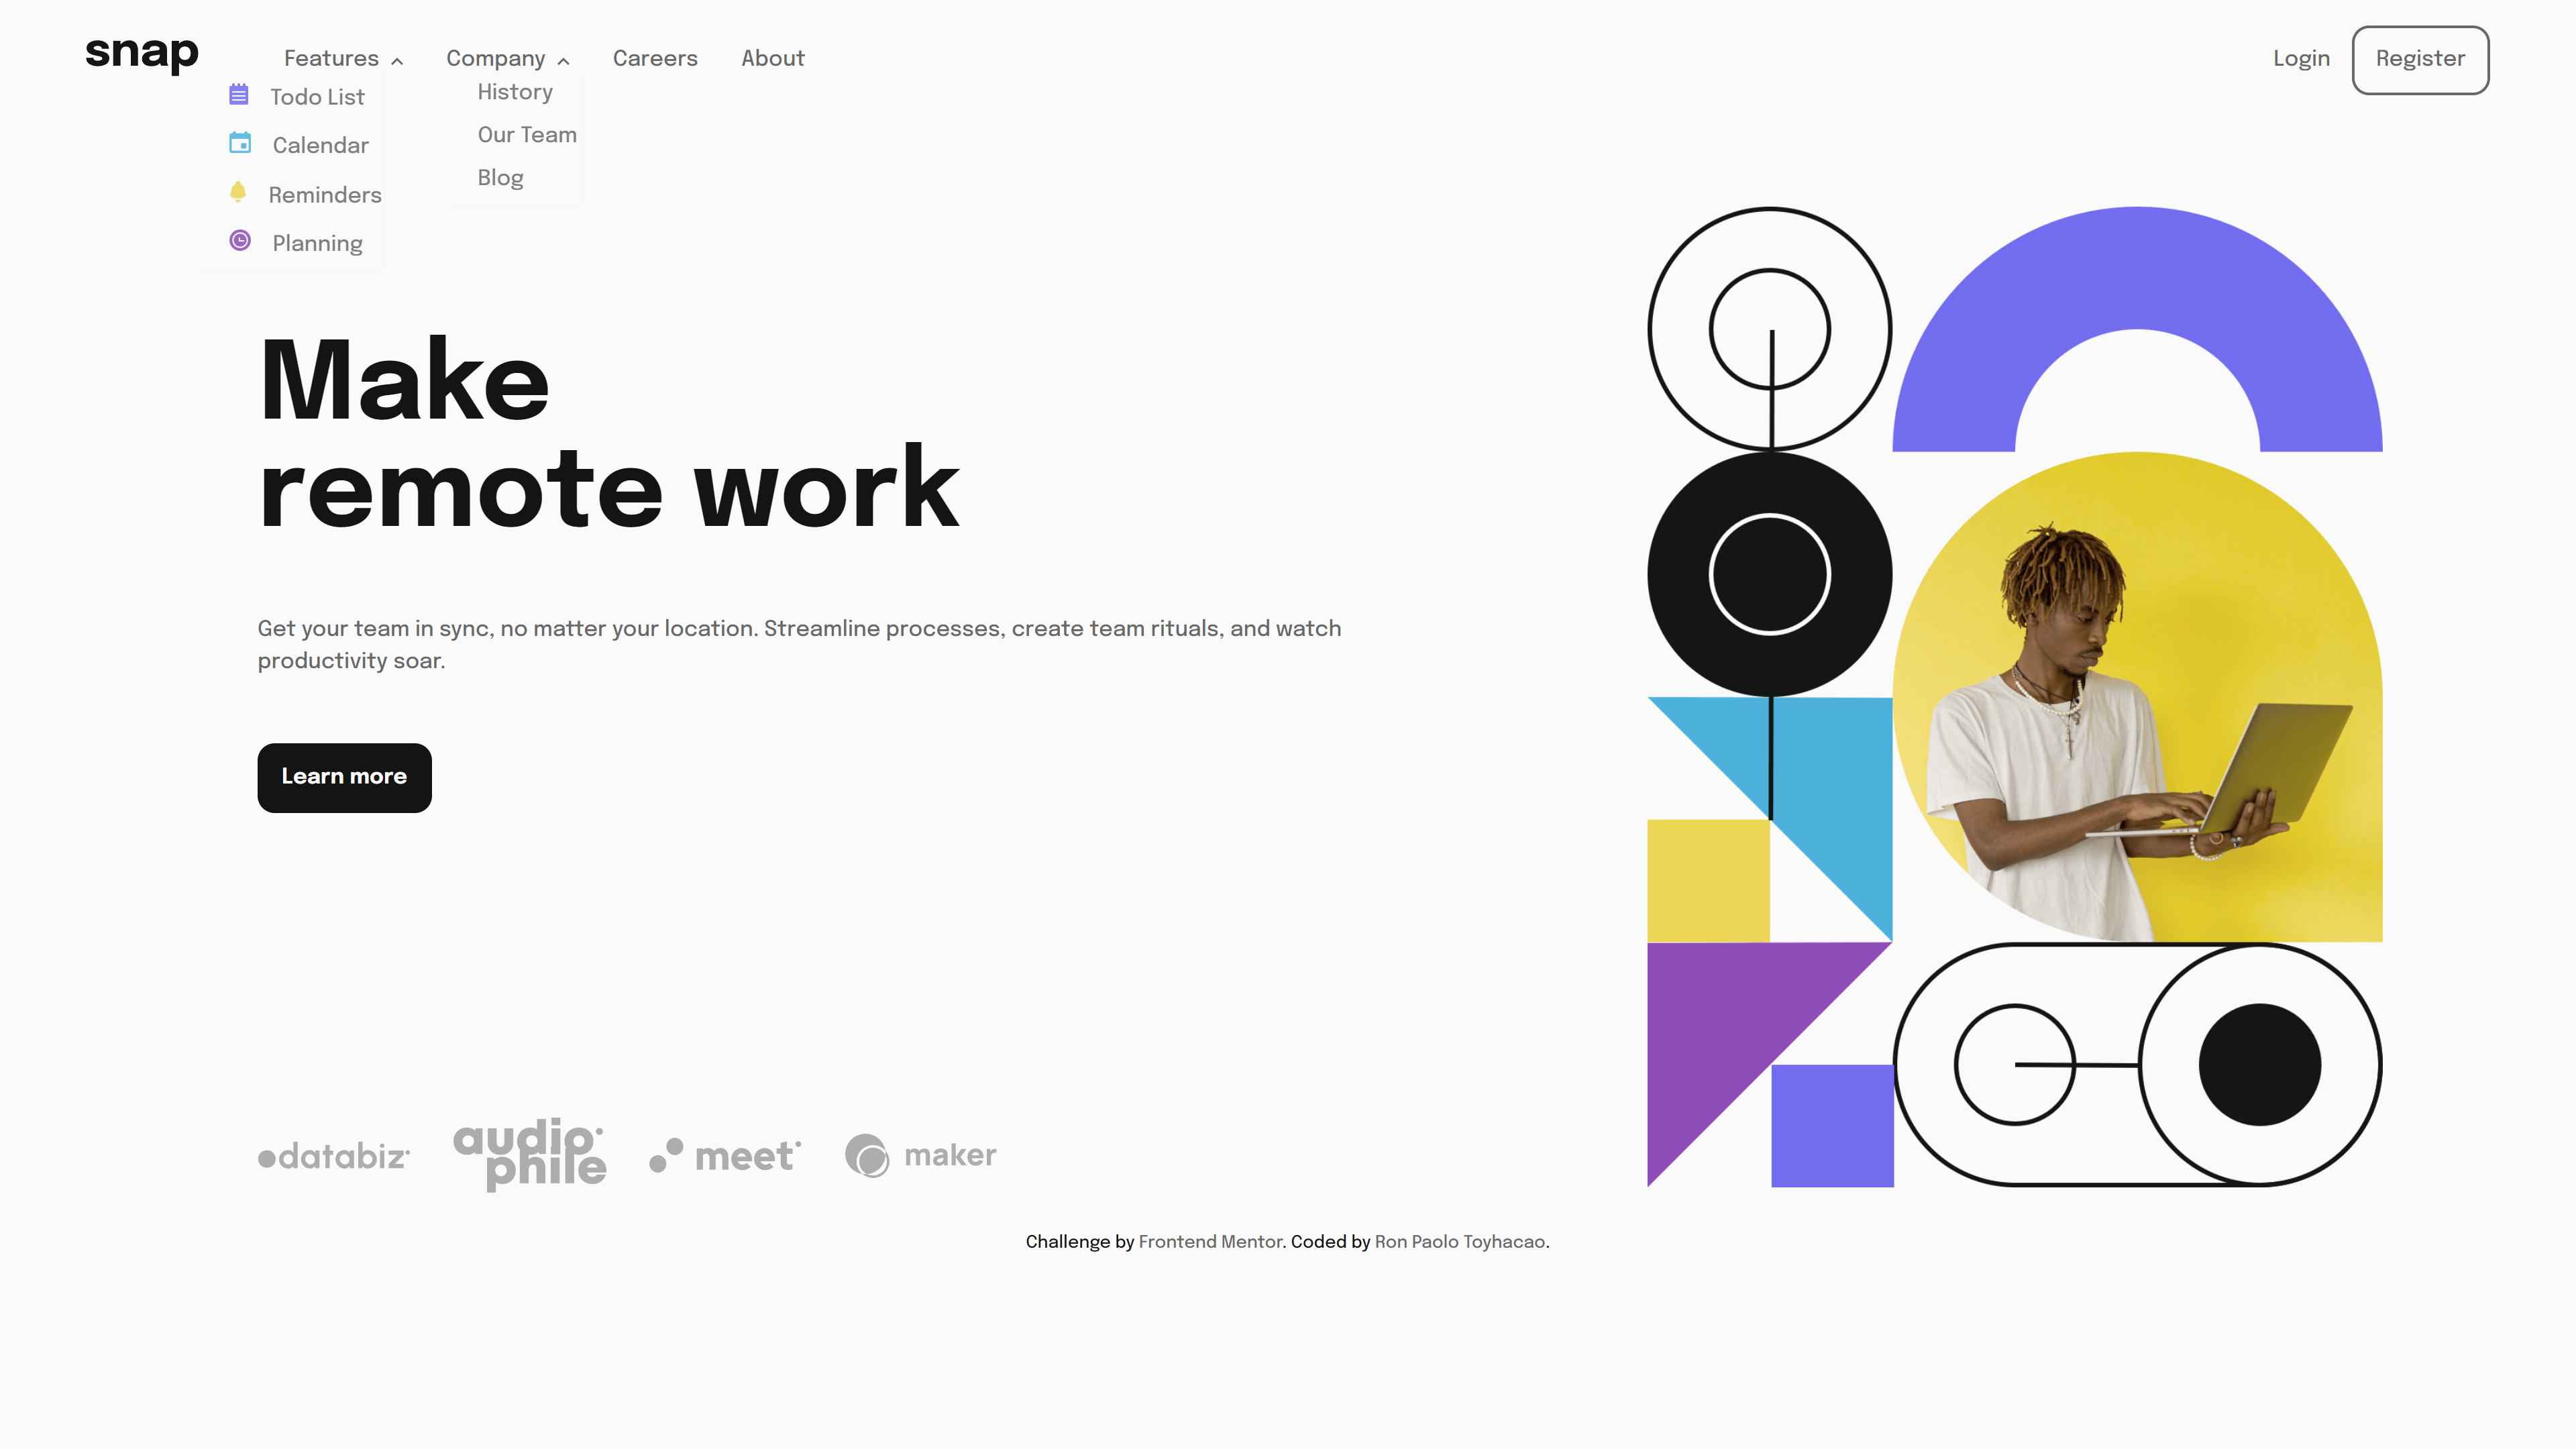 snap
Features
Company
Careers
About
Login
Register
Todo List
Calendar
Reminders
Planning
History
Our Team
Blog
Make
remote work
Get your team in sync, no matter your location. Streamline processes, create team rituals, and watch
productivity soar.
Learn more
databiz
audio
phile
meet
maker
Challenge by Frontend Mentor. Coded by Ron Paolo Toyhacao.